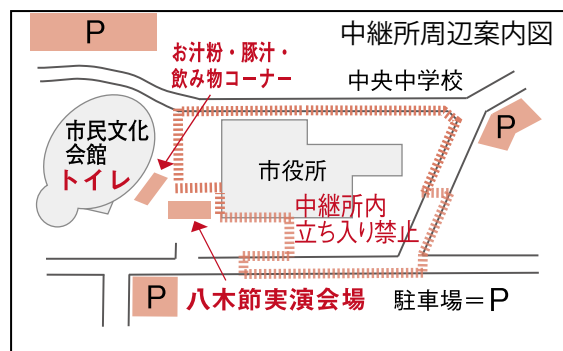 P
中継所周辺案内図
お汁粉・豚汁・
飲み物コーナー
中央中学校
P
市民文化
会館
トイレ
市役所
中継所内
立ち入り禁止
P
八木節実演会場
駐車場＝P